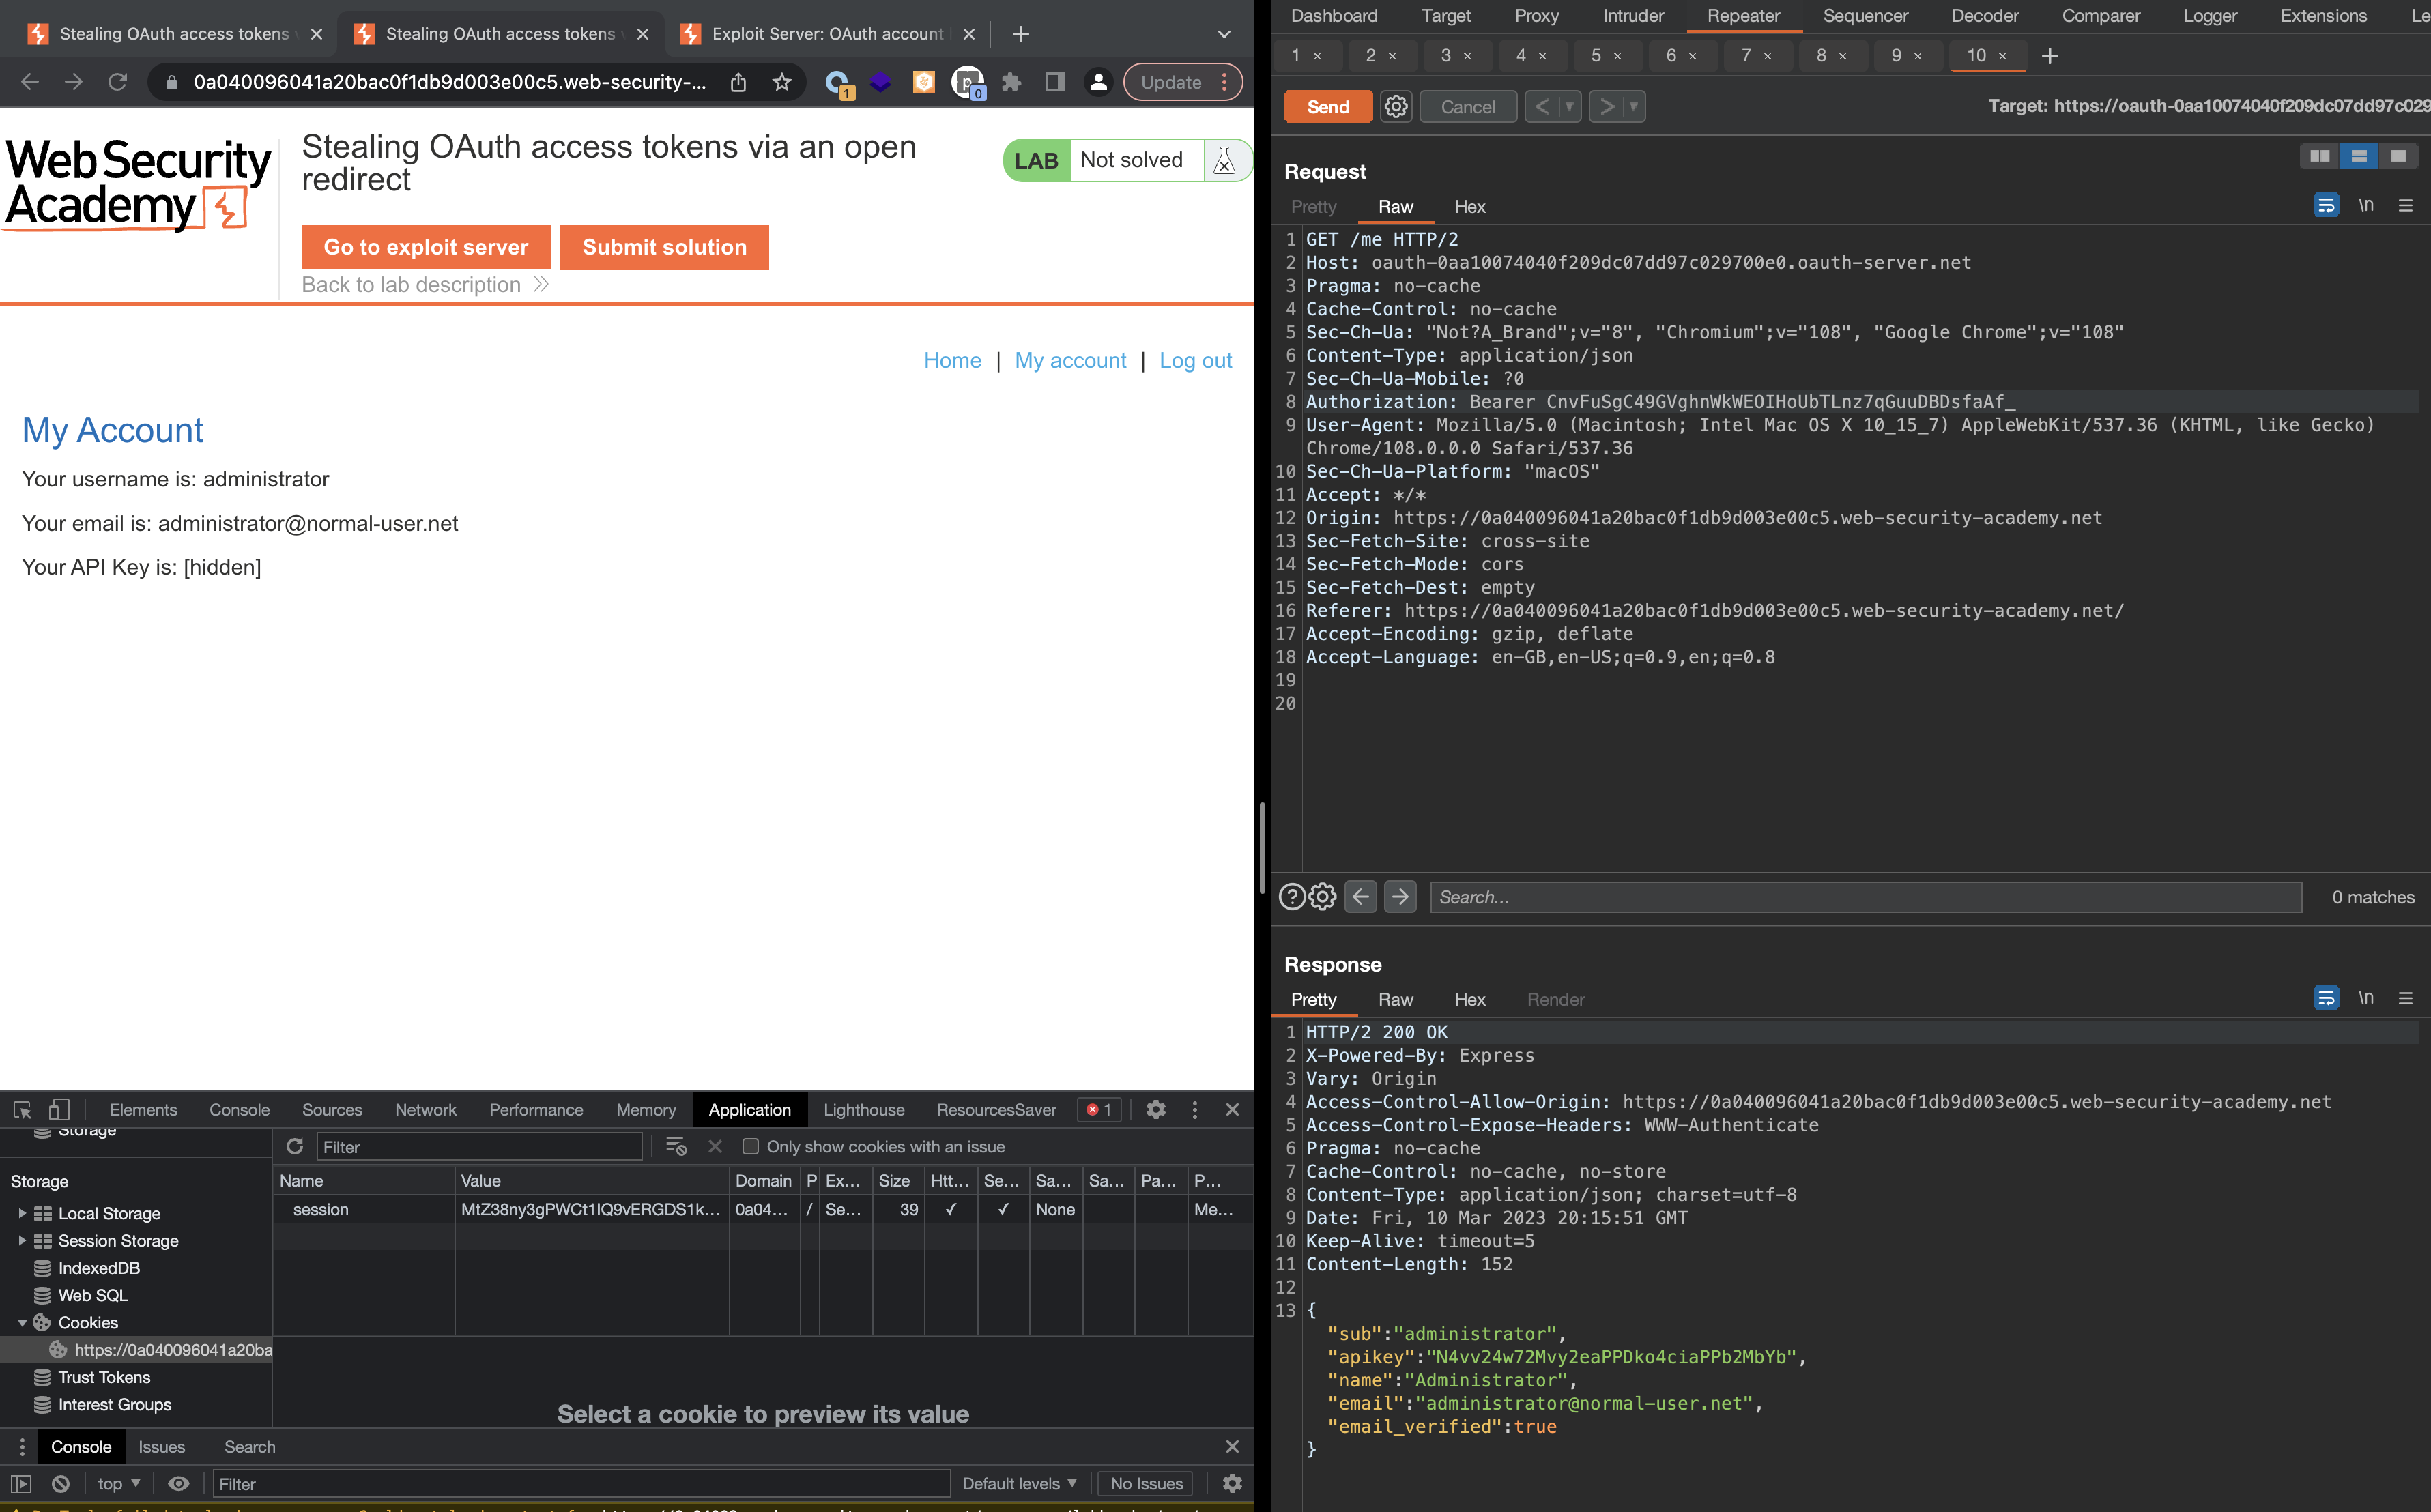 Stealing OAuth access tokens
Stealing OAuth access tokens
Exploit Server: OAuth account
0a040096041a20bac0f1db9d003e00c5.web-security-...
1
p
0
Update
Web Security
Academy
Stealing OAuth access tokens via an open
redirect
LAB Not solved
Go to exploit server
Submit solution
Back to lab description
Home | My account | Log out
My Account
Your username is: administrator
Your email is: administrator@normal-user.net
Your API Key is: [hidden]
Elements Console Sources Network Performance Memory Application Lighthouse ResourcesSaver 1
Storage
Filter
Only show cookies with an issue
Storage
Local Storage
Session Storage
IndexedDB
Web SQL
Cookies
https://0a040096041a20ba
Trust Tokens
Interest Groups
Name Value Domain P Ex... Size Htt... Se... Sa... Sa... Pa... P...
session MtZ38ny3gPWCt1IQ9vERGDS1k... 0a04... / Se... 39 ✓ ✓ None Me...
Select a cookie to preview its value
Console Issues Search
top Filter Default levels No Issues
Dashboard Target Proxy Intruder Repeater Sequencer Decoder Comparer Logger Extensions Le
1 × 2 × 3 × 4 × 5 × 6 × 7 × 8 × 9 × 10 × +
Send Cancel < >
Target: https://oauth-0aa10074040f209dc07dd97c029
Request
Pretty Raw Hex
\n
1 GET /me HTTP/2
2 Host: oauth-0aa10074040f209dc07dd97c029700e0.oauth-server.net
3 Pragma: no-cache
4 Cache-Control: no-cache
5 Sec-Ch-Ua: "Not?A_Brand";v="8", "Chromium";v="108", "Google Chrome";v="108"
6 Content-Type: application/json
7 Sec-Ch-Ua-Mobile: ?0
8 Authorization: Bearer CnvFuSgC49GVghnWkWEOIHoUbTLnz7qGuuDBDsfaAf_
9 User-Agent: Mozilla/5.0 (Macintosh; Intel Mac OS X 10_15_7) AppleWebKit/537.36 (KHTML, like Gecko)
Chrome/108.0.0.0 Safari/537.36
10 Sec-Ch-Ua-Platform: "macOS"
11 Accept: */*
12 Origin: https://0a040096041a20bac0f1db9d003e00c5.web-security-academy.net
13 Sec-Fetch-Site: cross-site
14 Sec-Fetch-Mode: cors
15 Sec-Fetch-Dest: empty
16 Referer: https://0a040096041a20bac0f1db9d003e00c5.web-security-academy.net/
17 Accept-Encoding: gzip, deflate
18 Accept-Language: en-GB,en-US;q=0.9,en;q=0.8
19
20
Search...
0 matches
Response
Pretty Raw Hex Render
\n
1 HTTP/2 200 OK
2 X-Powered-By: Express
3 Vary: Origin
4 Access-Control-Allow-Origin: https://0a040096041a20bac0f1db9d003e00c5.web-security-academy.net
5 Access-Control-Expose-Headers: WWW-Authenticate
6 Pragma: no-cache
7 Cache-Control: no-cache, no-store
8 Content-Type: application/json; charset=utf-8
9 Date: Fri, 10 Mar 2023 20:15:51 GMT
10 Keep-Alive: timeout=5
11 Content-Length: 152
12
13 {
"sub":"administrator",
"apikey":"N4vv24w72Mvy2eaPPDko4ciaPPb2MbYb",
"name":"Administrator",
"email":"administrator@normal-user.net",
"email_verified":true
}